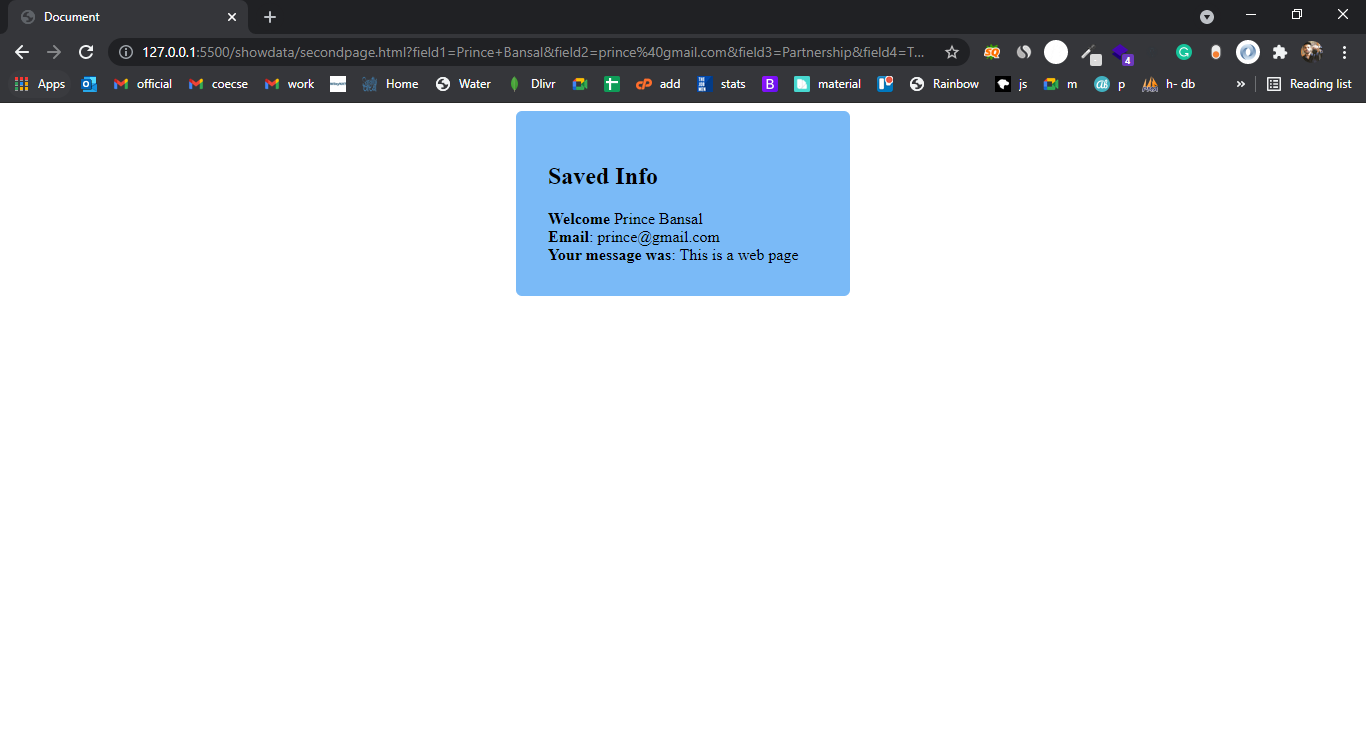 Document
127.0.0.1:5500/showdata/secondpage.html?field1=Prince+Bansal&field2=prince%40gmail.com&field3=Partnership&field4=T...
4
Apps official coecse work Home Water Dlivr add stats B material Rainbow js m p h- db » Reading list
Saved Info
Welcome Prince Bansal
Email: prince@gmail.com
Your message was: This is a web page